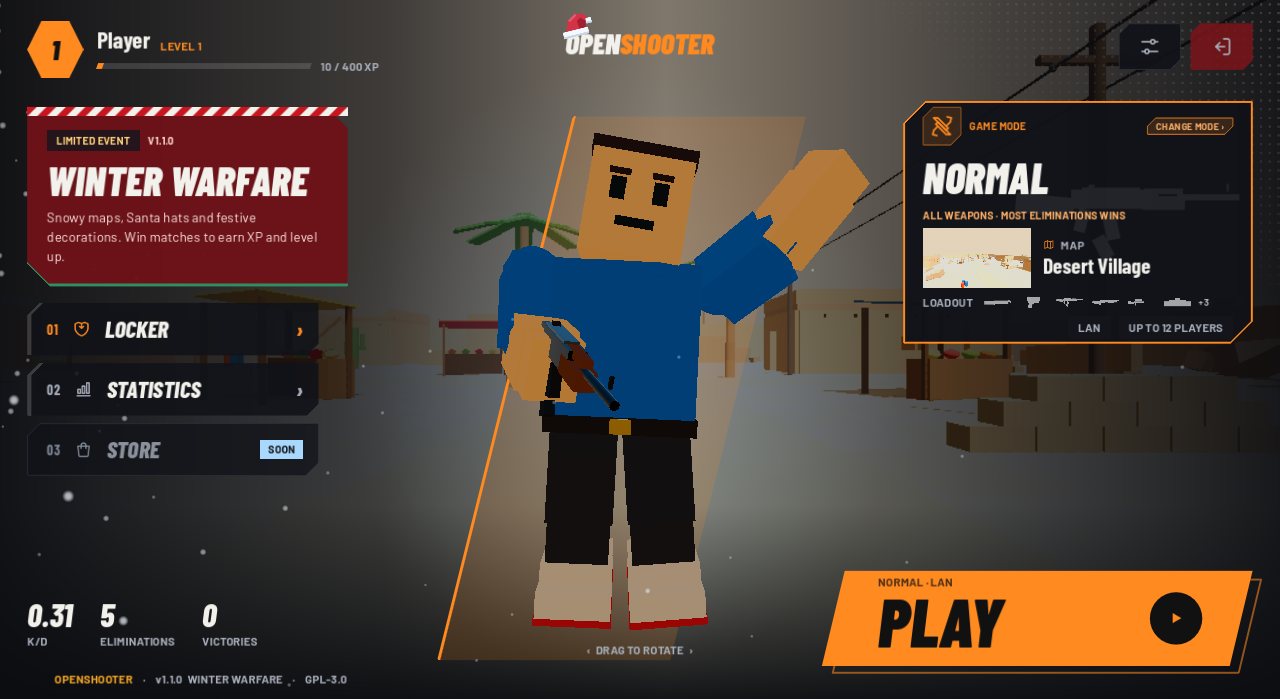 1
Player LEVEL 1
10 / 400 XP
OPENSHOOTER
LIMITED EVENT V1.1.0
WINTER WARFARE
Snowy maps, Santa hats and festive
decorations. Win matches to earn XP and level
up.
01 LOCKER ›
02 STATISTICS ›
03 STORE SOON
GAME MODE CHANGE MODE ›
NORMAL
ALL WEAPONS · MOST ELIMINATIONS WINS
MAP
Desert Village
LOADOUT +3
LAN UP TO 12 PLAYERS
0.31 5 0
K/D ELIMINATIONS VICTORIES
‹ DRAG TO ROTATE ›
NORMAL · LAN
PLAY
OPENSHOOTER · v1.1.0 WINTER WARFARE · GPL-3.0